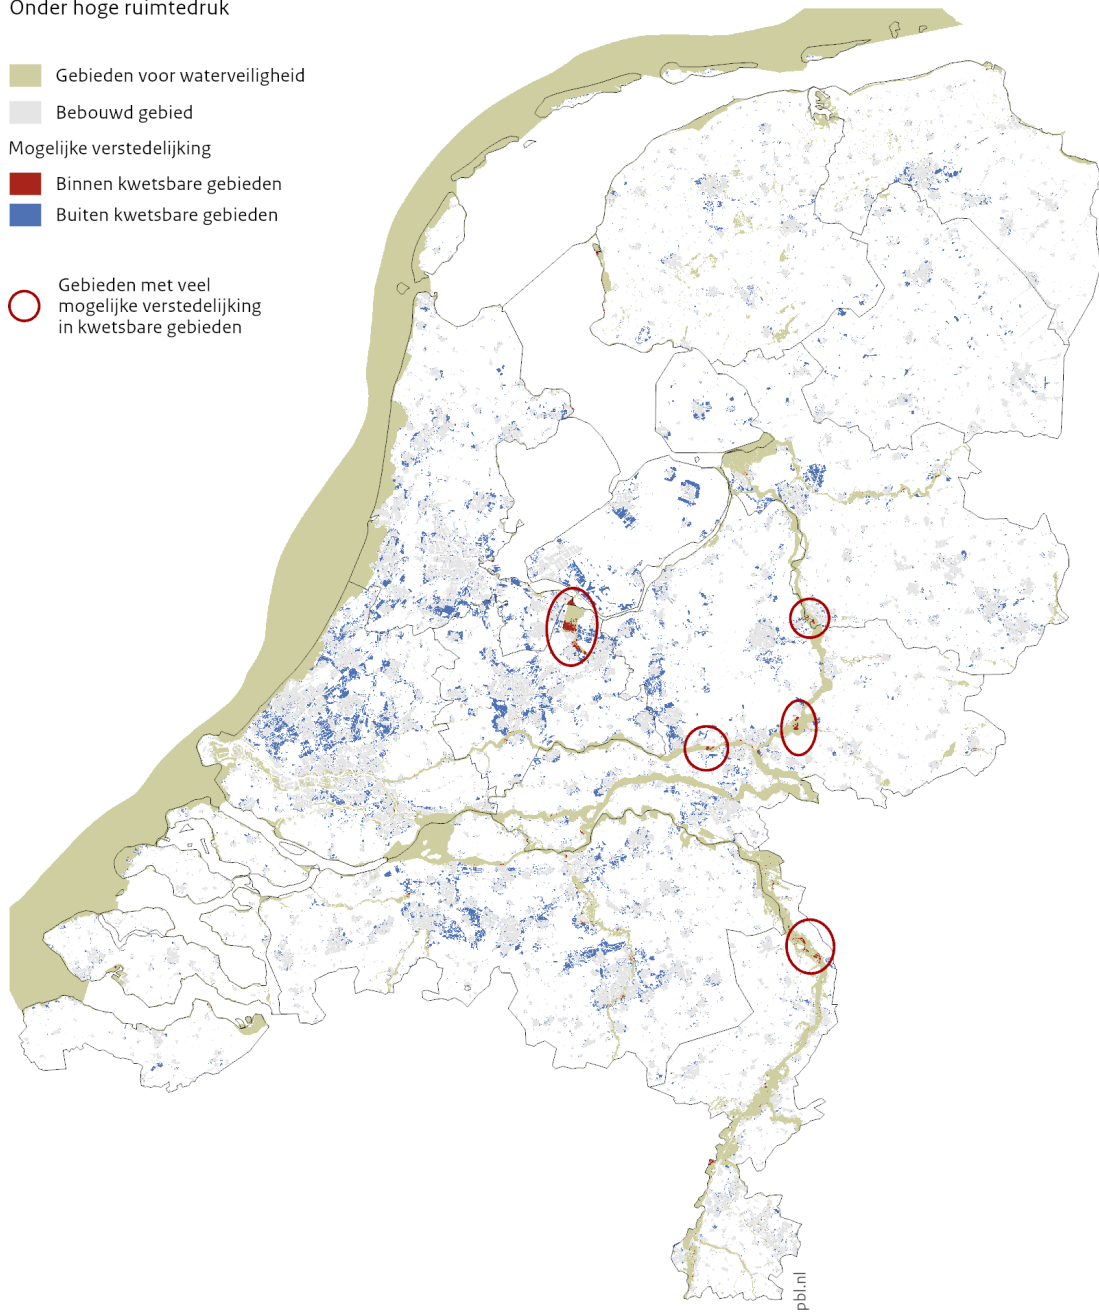 Onder hoge ruimtedruk
Gebieden voor waterveiligheid
Bebouwd gebied
Mogelijke verstedelijking
Binnen kwetsbare gebieden
Buiten kwetsbare gebieden
Gebieden met veel
mogelijke verstedelijking
in kwetsbare gebieden
pbl.nl